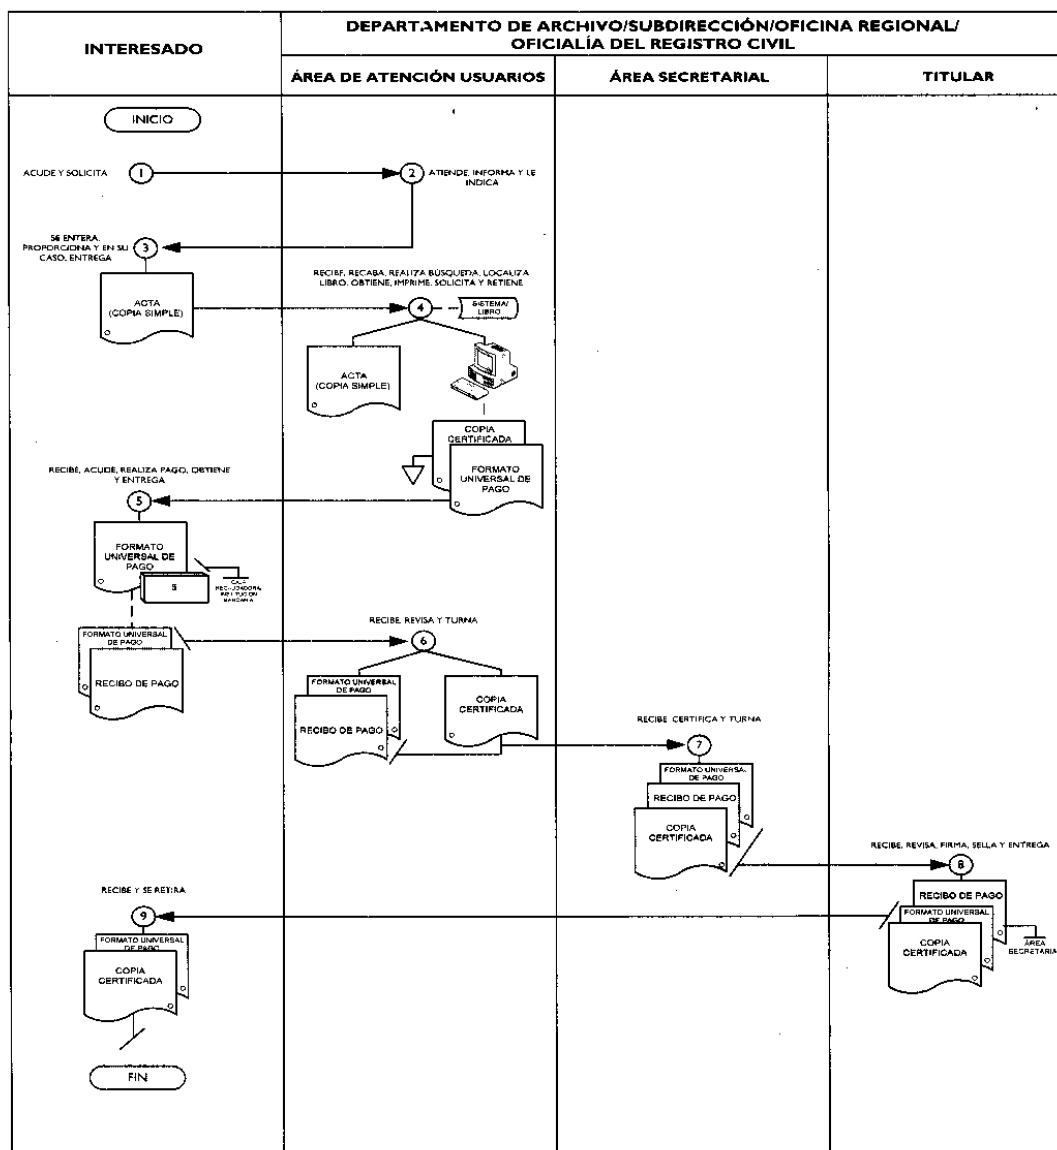 INTERESADO
DEPARTAMENTO DE ARCHIVO/SUBDIRECCIÓN/OFICINA REGIONAL/
OFICIALÍA DEL REGISTRO CIVIL
ÁREA DE ATENCIÓN USUARIOS
ÁREA SECRETARIAL
TITULAR
INICIO
ACUDE Y SOLICITA
1
2
ATIENDE, INFORMA Y LE
INDICA
SE ENTERA,
PROPORCIONA Y EN SU
CASO, ENTREGA
3
ACTA
(COPIA SIMPLE)
RECIBE, RECABA, REALIZA BÚSQUEDA, LOCALIZA
LIBRO, OBTIENE, IMPRIME, SOLICITA Y RETIENE
4
SISTEMA/
LIBRO
ACTA
(COPIA SIMPLE)
COPIA
CERTIFICADA
FORMATO
UNIVERSAL DE
PAGO
RECIBE, ACUDE, REALIZA PAGO, OBTIENE
Y ENTREGA
5
FORMATO
UNIVERSAL DE
PAGO
CAJA
RECAUDADORA/
INSTITUCIÓN
BANCARIA
FORMATO UNIVERSAL
DE PAGO
RECIBO DE PAGO
RECIBE, REVISA Y TURNA
6
FORMATO UNIVERSAL
DE PAGO
RECIBO DE PAGO
COPIA
CERTIFICADA
RECIBE, CERTIFICA Y TURNA
7
FORMATO UNIVERSAL
DE PAGO
RECIBO DE PAGO
COPIA
CERTIFICADA
RECIBE, REVISA, FIRMA, SELLA Y ENTREGA
8
RECIBO DE PAGO
FORMATO UNIVERSAL
DE PAGO
COPIA
CERTIFICADA
ÁREA
SECRETARIAL
RECIBE Y SE RETIRA
9
FORMATO UNIVERSAL
DE PAGO
COPIA
CERTIFICADA
FIN